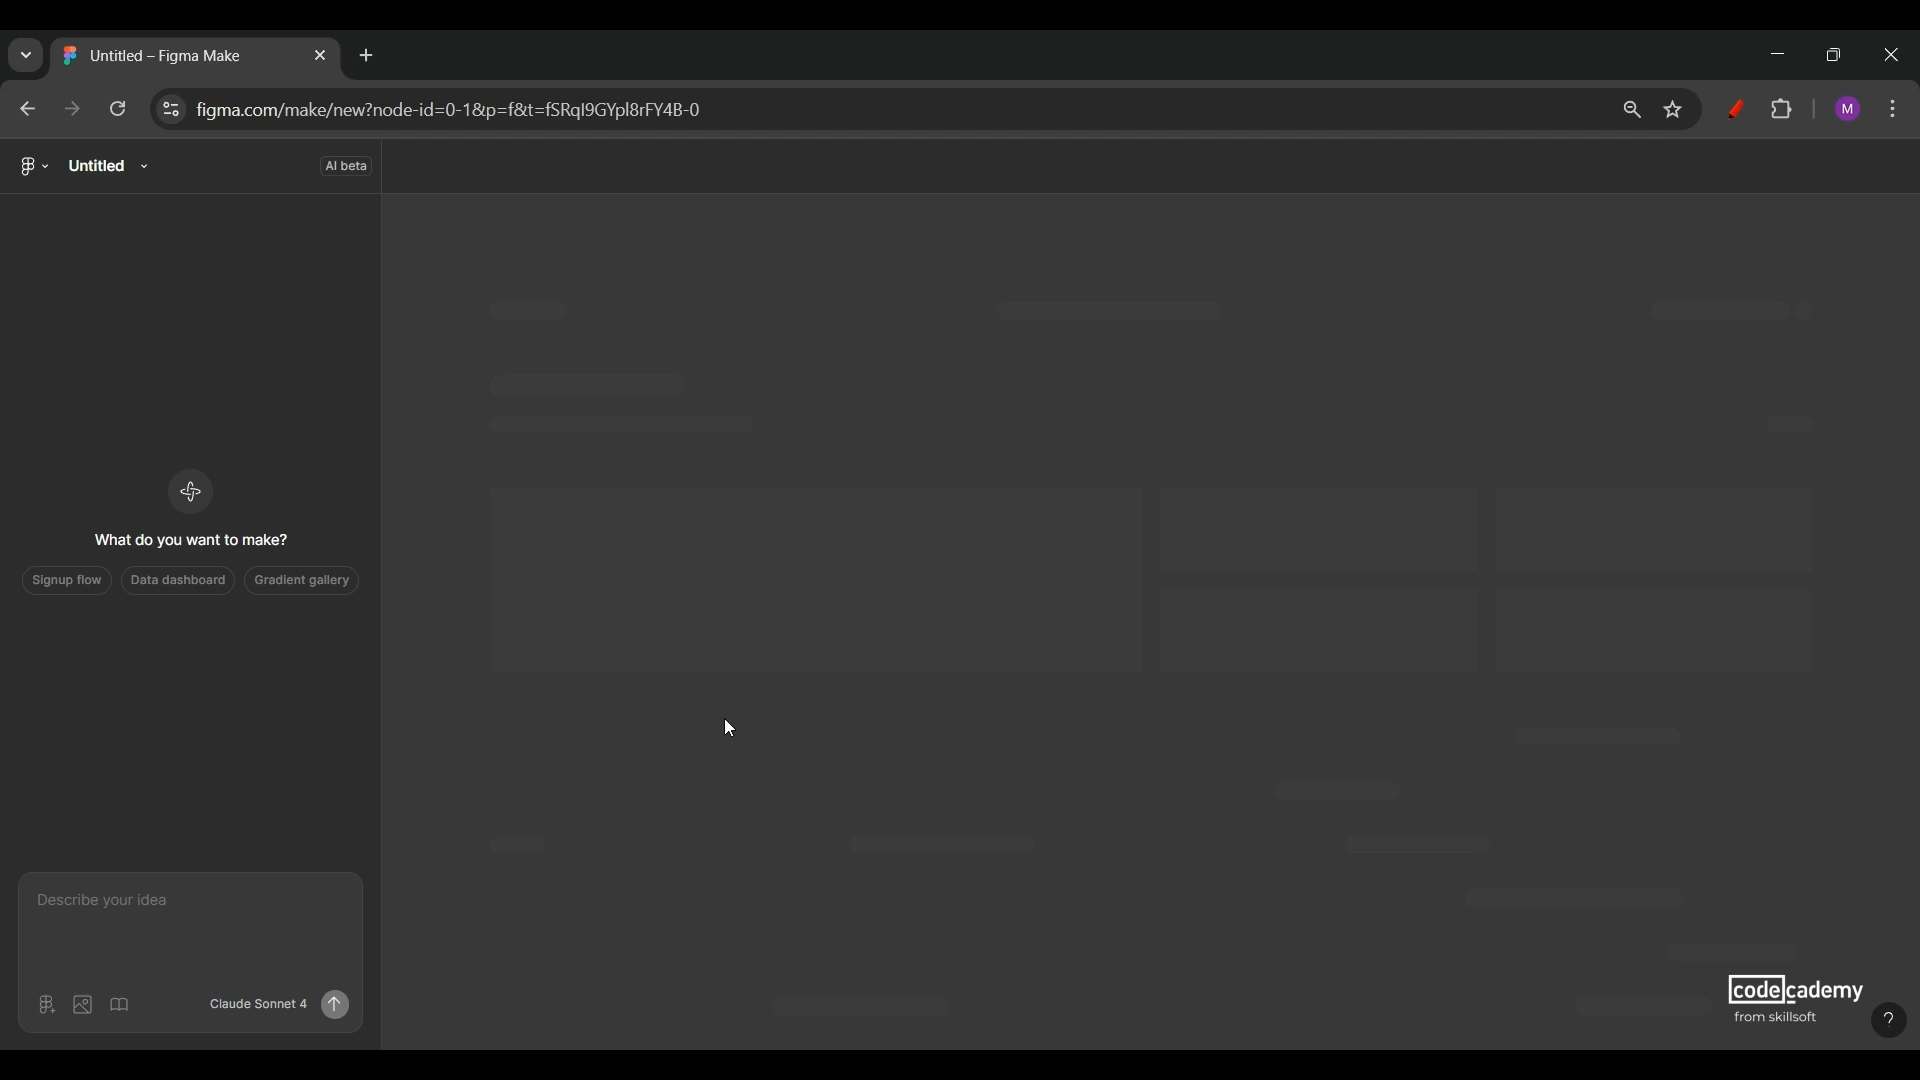 Untitled – Figma Make
figma.com/make/new?node-id=0-1&p=f&t=fSRql9GYpl8rFY4B-0
M
Untitled
AI beta
What do you want to make?
Signup flow
Data dashboard
Gradient gallery
Describe your idea
Claude Sonnet 4
codecademy
from skillsoft
?